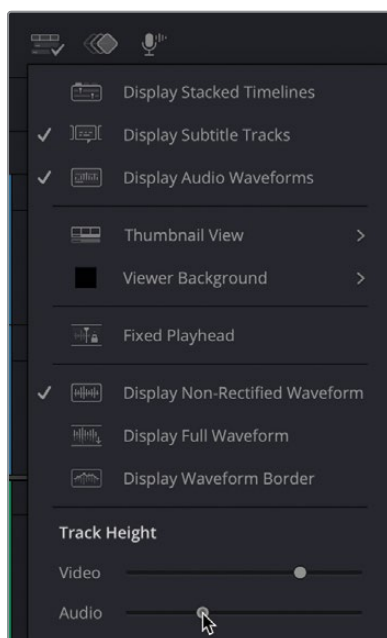 Display Stacked Timelines
Display Subtitle Tracks
Display Audio Waveforms
Thumbnail View
Viewer Background
Fixed Playhead
Display Non-Rectified Waveform
Display Full Waveform
Display Waveform Border
Track Height
Video
Audio